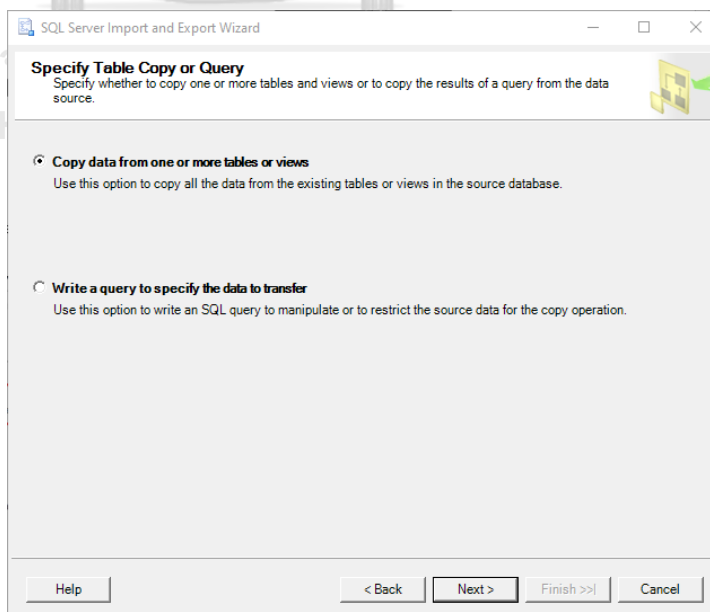 SQL Server Import and Export Wizard
Specify Table Copy or Query
Specify whether to copy one or more tables and views or to copy the results of a query from the data
source.
Copy data from one or more tables or views
Use this option to copy all the data from the existing tables or views in the source database.
Write a query to specify the data to transfer
Use this option to write an SQL query to manipulate or to restrict the source data for the copy operation.
Help
< Back
Next >
Finish >>|
Cancel